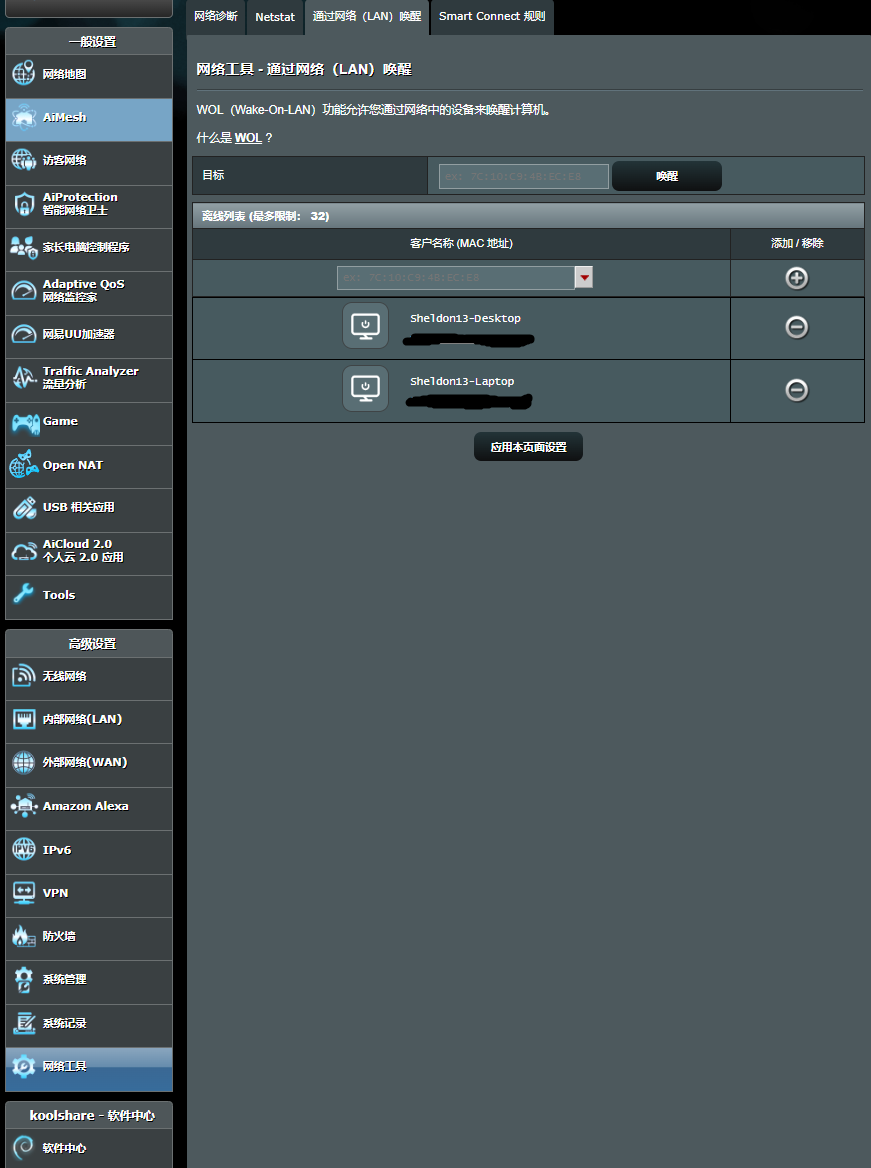 网络诊断
Netstat
通过网络（LAN）唤醒
Smart Connect 规则
一般设置
网络地图
AiMesh
访客网络
AiProtection
智能网络卫士
家长电脑控制程序
Adaptive QoS
网络监控家
网易UU加速器
Traffic Analyzer
流量分析
Game
Open NAT
USB 相关应用
AiCloud 2.0
个人云 2.0 应用
Tools
高级设置
无线网络
内部网络(LAN)
外部网络(WAN)
Amazon Alexa
IPv6
VPN
防火墙
系统管理
系统记录
网络工具
koolshare - 软件中心
软件中心
网络工具 - 通过网络（LAN）唤醒
WOL（Wake-On-LAN）功能允许您通过网络中的设备来唤醒计算机。
什么是 WOL ？
目标
ex: 7C:10:C9:4B:EC:E8
唤醒
离线列表 (最多限制： 32)
客户名称 (MAC 地址)
添加 / 移除
ex: 7C:10:C9:4B:EC:E8
Sheldon13-Desktop
Sheldon13-Laptop
应用本页面设置